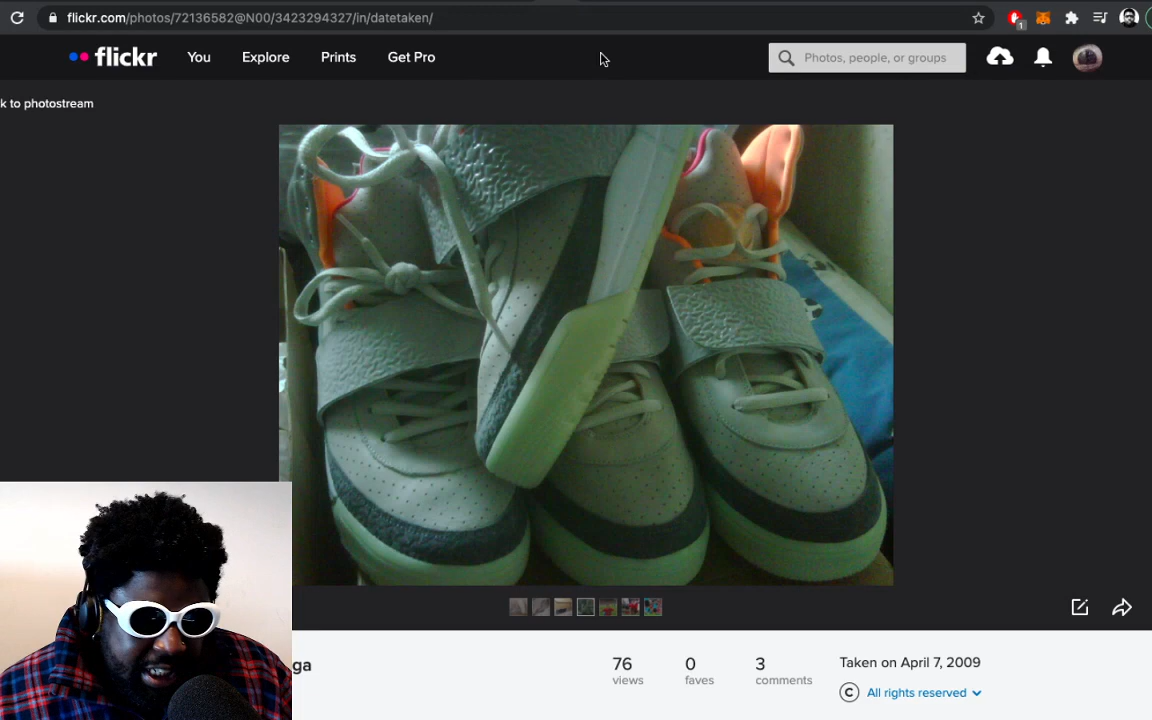 flickr.com/photos/72136582@N00/3423294327/in/datetaken/
1
flickr
You
Explore
Prints
Get Pro
Photos, people, or groups
k to photostream
ga
76
views
0
faves
3
comments
Taken on April 7, 2009
All rights reserved